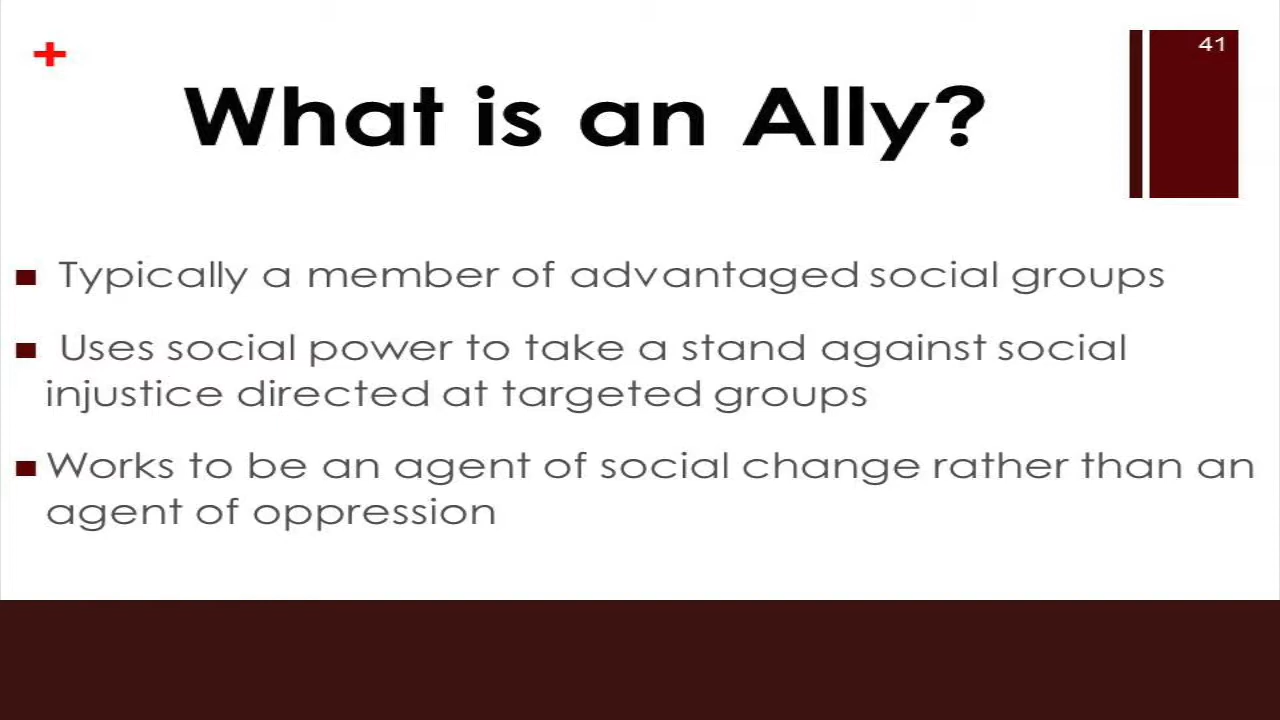 +
41
What is an Ally?
▪ Typically a member of advantaged social groups
▪ Uses social power to take a stand against social
injustice directed at targeted groups
▪ Works to be an agent of social change rather than an
agent of oppression